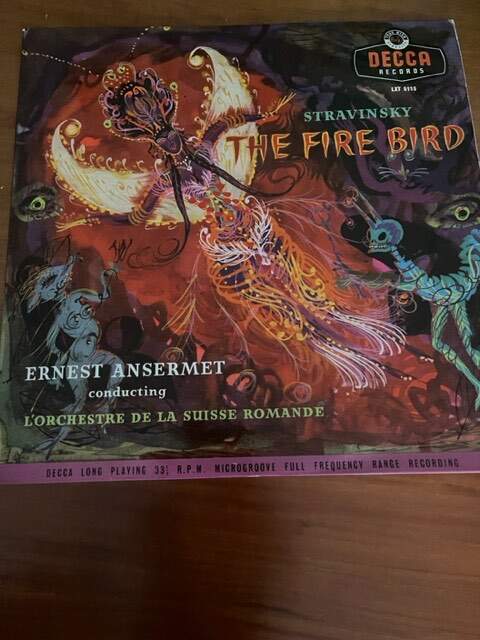 DECCA
RECORDS
LXT 5115
STRAVINSKY
THE FIRE BIRD
ERNEST ANSERMET
conducting
L'ORCHESTRE DE LA SUISSE ROMANDE
DECCA LONG PLAYING 33⅓ R.P.M. MICROGROOVE FULL FREQUENCY RANGE RECORDING